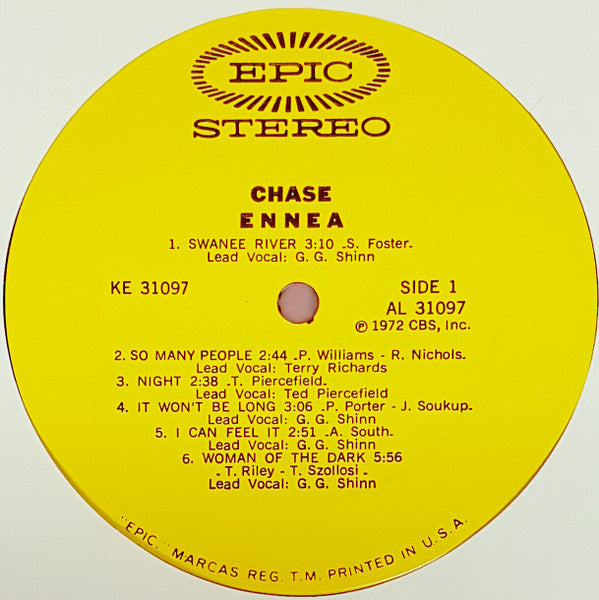 EPIC
STEREO
CHASE
ENNEA
1. SWANEE RIVER 3:10 -S. Foster-
Lead Vocal: G. G. Shinn
KE 31097
SIDE 1
AL 31097
℗ 1972 CBS, Inc.
2. SO MANY PEOPLE 2:44 -P. Williams - R. Nichols-
Lead Vocal: Terry Richards
3. NIGHT 2:38 -T. Piercefield-
Lead Vocal: Ted Piercefield
4. IT WON'T BE LONG 3:06 -P. Porter - J. Soukup-
Lead Vocal: G. G. Shinn
5. I CAN FEEL IT 2:51 -A. South-
Lead Vocal: G. G. Shinn
6. WOMAN OF THE DARK 5:56
- T. Riley - T. Szollosi -
Lead Vocal: G. G. Shinn
"EPIC," MARCAS REG. T.M. PRINTED IN U.S.A.